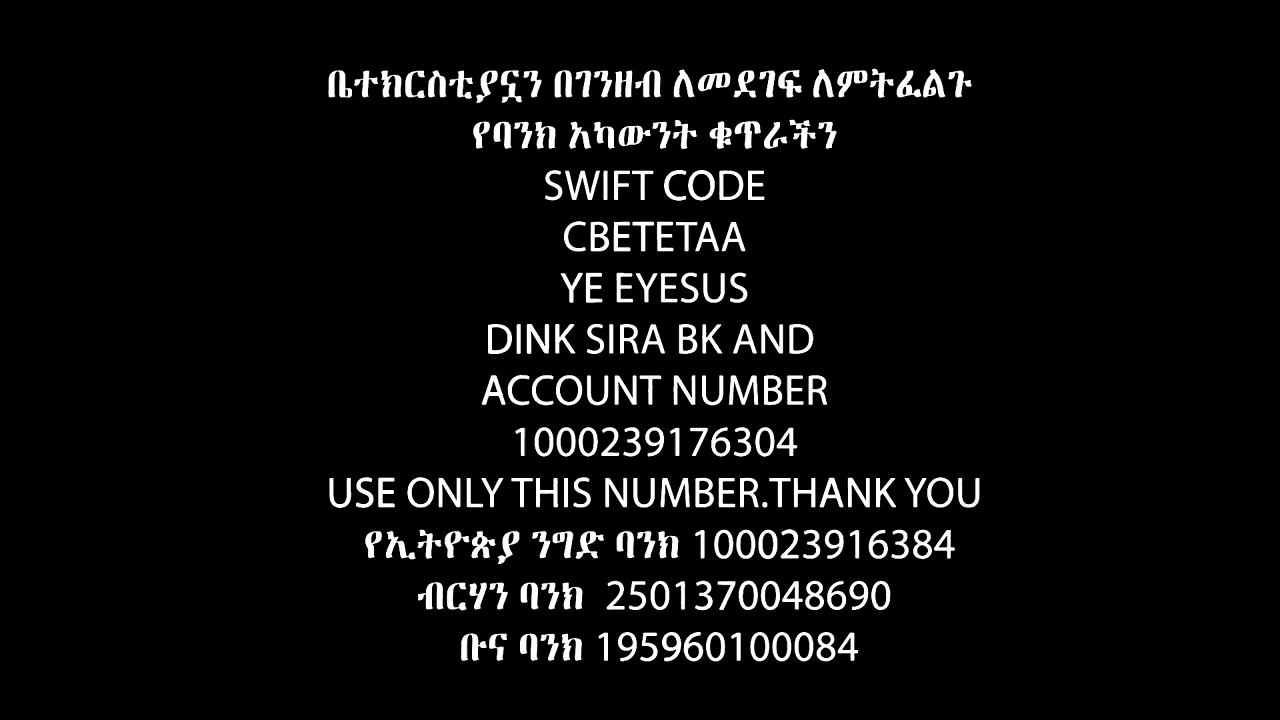 ቤተክርስቲያኗን በገንዘብ ለመደገፍ ለምትፈልጉ
የባንክ አካውንት ቁጥራችን
SWIFT CODE
CBETETAA
YE EYESUS
DINK SIRA BK AND
ACCOUNT NUMBER
1000239176304
USE ONLY THIS NUMBER.THANK YOU
የኢትዮጵያ ንግድ ባንክ 100023916384
ብርሃን ባንክ 2501370048690
ቡና ባንክ 195960100084